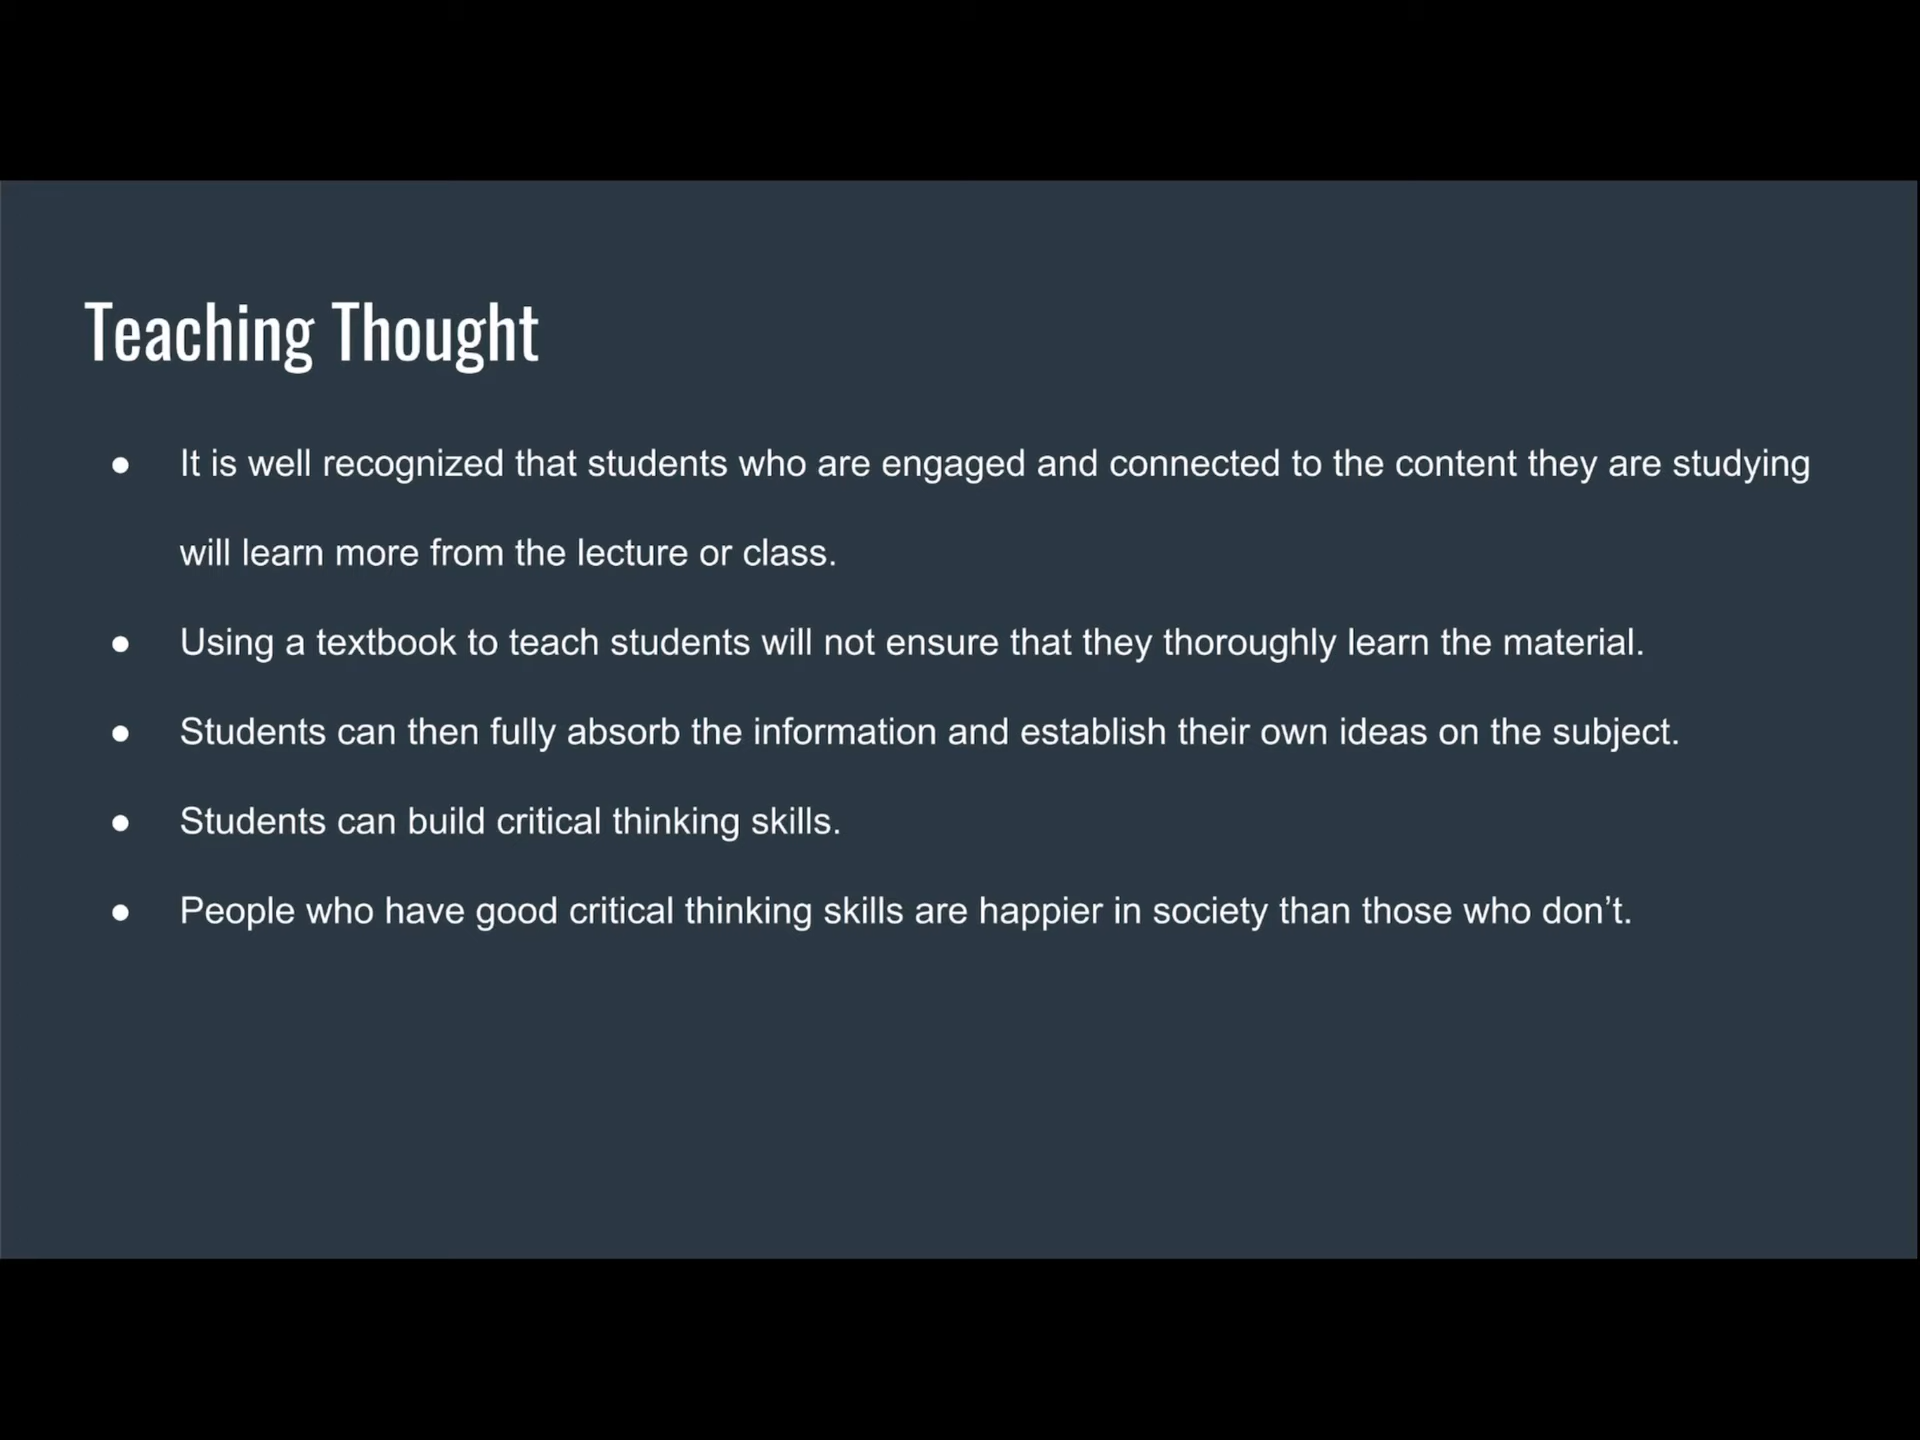 Teaching Thought
● It is well recognized that students who are engaged and connected to the content they are studying
will learn more from the lecture or class.
● Using a textbook to teach students will not ensure that they thoroughly learn the material.
● Students can then fully absorb the information and establish their own ideas on the subject.
● Students can build critical thinking skills.
● People who have good critical thinking skills are happier in society than those who don’t.